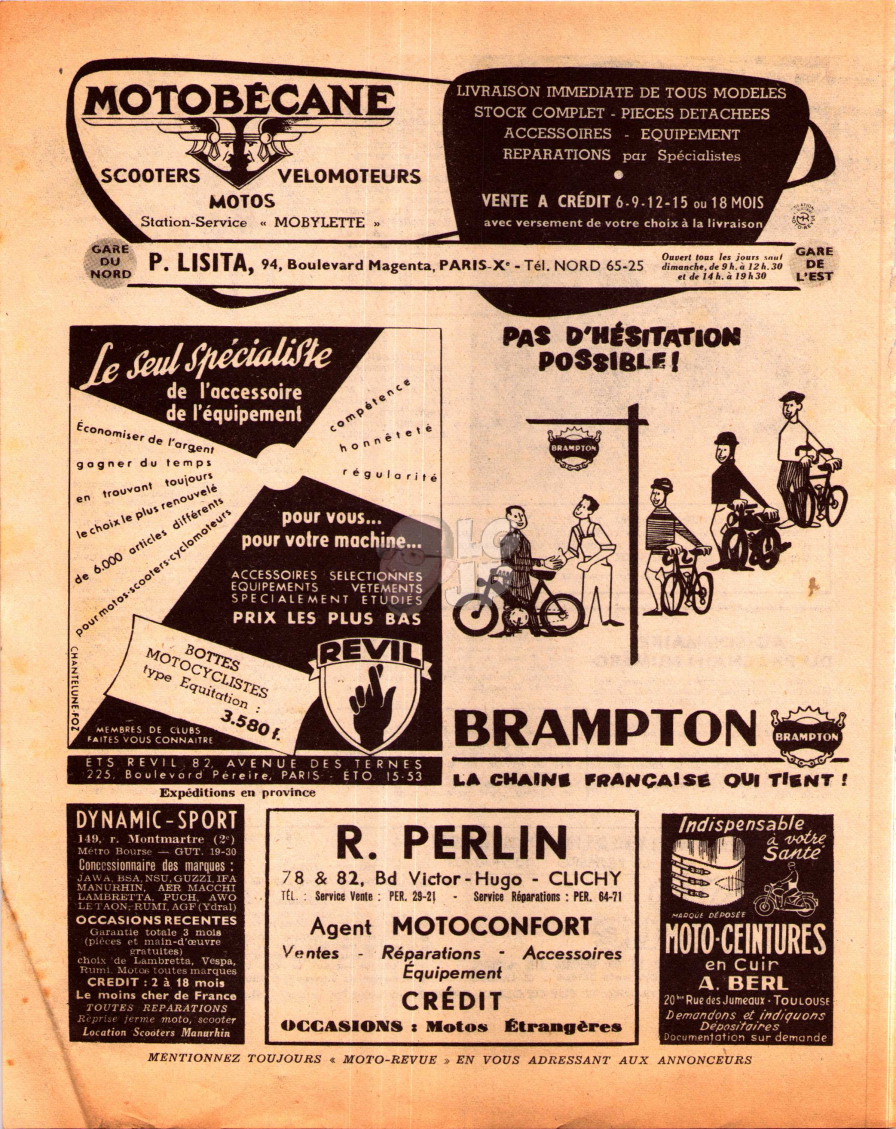 MOTOBÉCANE
SCOOTERS VELOMOTEURS
MOTOS
Station-Service « MOBYLETTE »
LIVRAISON IMMEDIATE DE TOUS MODELES
STOCK COMPLET - PIECES DETACHEES
ACCESSOIRES - EQUIPEMENT
REPARATIONS par Spécialistes
VENTE A CRÉDIT 6-9-12-15 ou 18 MOIS
avec versement de votre choix à la livraison
GARE
DU
NORD
P. LISITA, 94, Boulevard Magenta, PARIS-Xe - Tél. NORD 65-25
Ouvert tous les jours sauf
dimanche, de 9 h. à 12 h. 30
et de 14 h. à 19 h 30
GARE
DE
L'EST
Le seul spécialiste
de l'accessoire
de l'équipement
Économiser de l'argent
gagner du temps
en trouvant toujours
le choix le plus renouvelé
de 6.000 articles différents
pour motos-scooters-cyclomoteurs
compétence
honnêteté
régularité
pour vous...
pour votre machine...
ACCESSOIRES SELECTIONNES
EQUIPEMENTS VETEMENTS
SPECIALEMENT ETUDIES
PRIX LES PLUS BAS
BOTTES
MOTOCYCLISTES
type Equitation :
3.580 f.
REVIL
CHANTELUNE-POZ
MEMBRES DE CLUBS
FAITES VOUS CONNAITRE
ETS REVIL 82, AVENUE DES TERNES
225, Boulevard Péreire, PARIS - ETO. 15-53
Expéditions en province
PAS D'HÉSITATION
POSSIBLE !
BRAMPTON
BRAMPTON
BRAMPTON
LA CHAINE FRANÇAISE QUI TIENT !
DYNAMIC-SPORT
149, r. Montmartre (2e)
Métro Bourse — GUT. 19-30
Concessionnaire des marques :
JAWA, BSA, NSU, GUZZI, IFA
MANURHIN, AER MACCHI
LAMBRETTA, PUCH, AWO
LE TAON, RUMI, AGF (Ydral)
OCCASIONS RECENTES
Garantie totale 3 mois
(pièces et main-d'œuvre
gratuites)
choix de Lambretta, Vespa,
Rumi. Motos toutes marques
CREDIT : 2 à 18 mois
Le moins cher de France
TOUTES REPARATIONS
Reprise ferme moto, scooter
Location Scooters Manurhin
R. PERLIN
78 & 82, Bd Victor-Hugo - CLICHY
TÉL. : Service Vente : PER. 29-21 - Service Réparations : PER. 64-71
Agent MOTOCONFORT
Ventes - Réparations - Accessoires
Équipement
CRÉDIT
OCCASIONS : Motos Étrangères
Indispensable
à votre
Santé
MARQUE DÉPOSÉE
MOTO-CEINTURES
en Cuir
A. BERL
20 bis Rue des Jumeaux - TOULOUSE
Demandons et indiquons
Dépositaires
Documentation sur demande
MENTIONNEZ TOUJOURS « MOTO-REVUE » EN VOUS ADRESSANT AUX ANNONCEURS